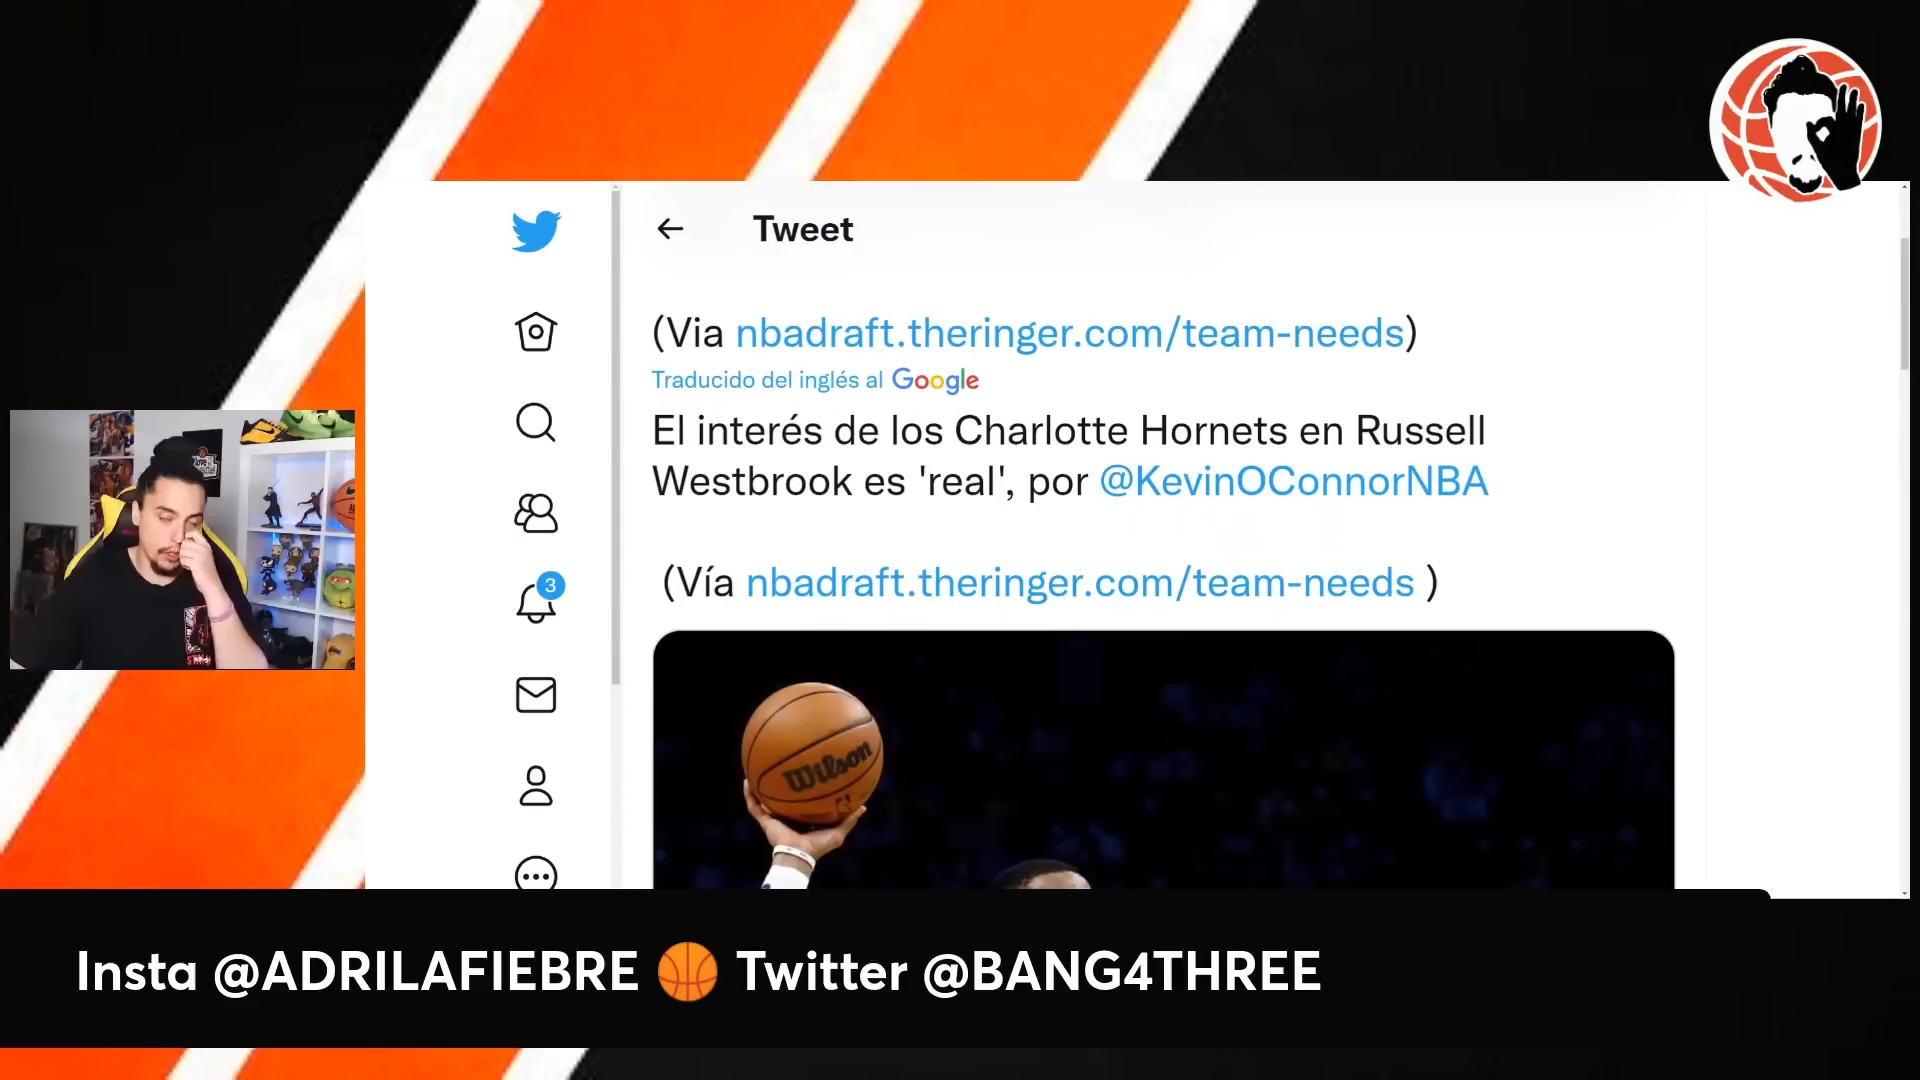 Tweet
(Via nbadraft.theringer.com/team-needs)
Traducido del inglés al Google
El interés de los Charlotte Hornets en Russell
Westbrook es 'real', por @KevinOConnorNBA
(Vía nbadraft.theringer.com/team-needs )
3
Wilson
Insta @ADRILAFIEBRE 🏀 Twitter @BANG4THREE